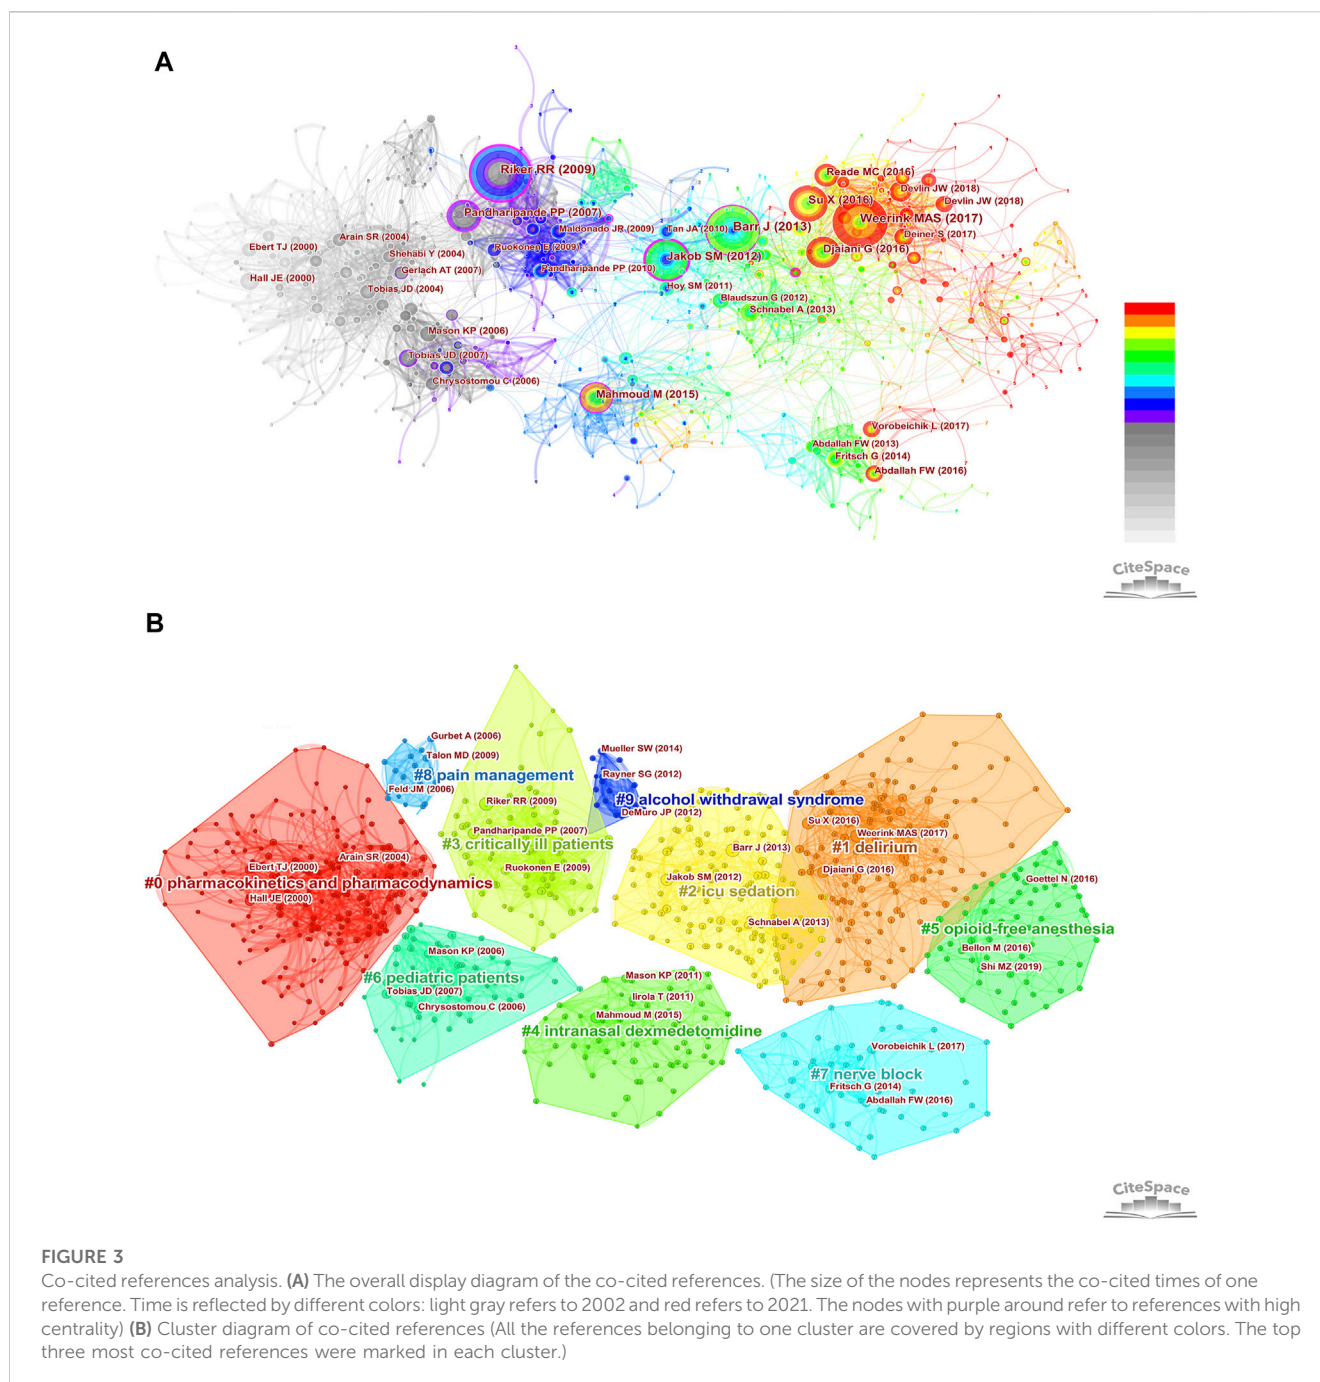 A
Riker RR (2009)
Reade MC (2016)
Devlin JW (2018)
Su X (2016)
Devlin JW (2018)
Pandharipande PP (2007)
Weerink MAS (2017)
Maldonado JR (2009)
Tan JA (2010)
Barr J (2013)
Deiner S (2017)
Arain SR (2004)
Ebert TJ (2000)
Ruokonen E (2009)
Djaiani G (2016)
Shehabi Y (2004)
Jakob SM (2012)
Gerlach AT (2007)
Pandharipande PP (2010)
Hall JE (2000)
Tobias JD (2004)
Hoy SM (2011)
Blaudszun G (2012)
Schnabel A (2013)
Mason KP (2006)
Tobias JD (2007)
Chrysostomou C (2006)
Mahmoud M (2015)
Vorobeichik L (2017)
Abdallah FW (2013)
Fritsch G (2014)
Abdallah FW (2016)
CiteSpace
B
Gurbet A (2006)
Mueller SW (2014)
Talon MD (2009)
#8 pain management
Rayner SG (2012)
Feld JM (2006)
Riker RR (2009)
#9 alcohol withdrawal syndrome
DeMuro JP (2012)
Su X (2016)
Pandharipande PP (2007)
Weerink MAS (2017)
#3 critically ill patients
Barr J (2013)
#1 delirium
Arain SR (2004)
Ebert TJ (2000)
Ruokonen E (2009)
Djaiani G (2016)
#0 pharmacokinetics and pharmacodynamics
Jakob SM (2012)
Goettel N (2016)
#2 icu sedation
Hall JE (2000)
Schnabel A (2013)
#5 opioid-free anesthesia
Mason KP (2006)
Bellon M (2016)
Shi MZ (2019)
#6 pediatric patients
Mason KP (2011)
Tobias JD (2007)
Iirola T (2011)
Chrysostomou C (2006)
Mahmoud M (2015)
#4 intranasal dexmedetomidine
Vorobeichik L (2017)
#7 nerve block
Fritsch G (2014)
Abdallah FW (2016)
CiteSpace
FIGURE 3
Co-cited references analysis. (A) The overall display diagram of the co-cited references. (The size of the nodes represents the co-cited times of one
reference. Time is reflected by different colors: light gray refers to 2002 and red refers to 2021. The nodes with purple around refer to references with high
centrality) (B) Cluster diagram of co-cited references (All the references belonging to one cluster are covered by regions with different colors. The top
three most co-cited references were marked in each cluster.)